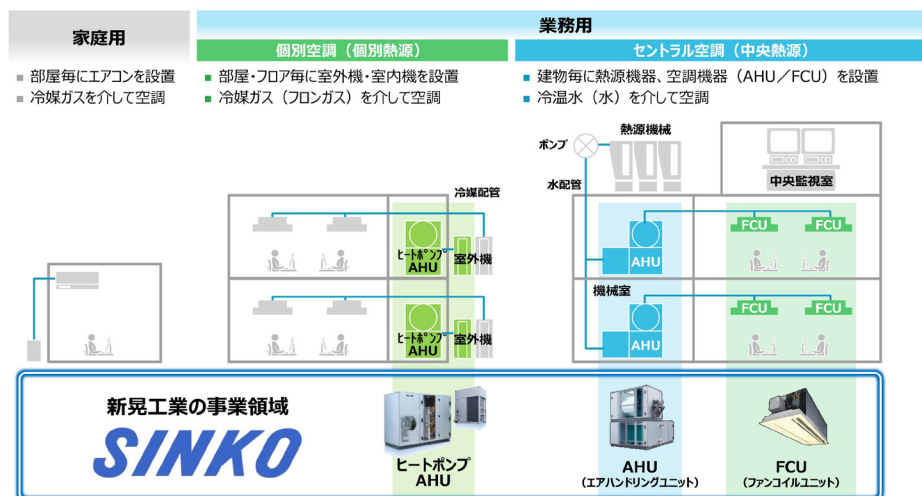 家庭用
業務用
個別空調（個別熱源）
セントラル空調（中央熱源）
■ 部屋毎にエアコンを設置
■ 冷媒ガスを介して空調
■ 部屋・フロア毎に室外機・室内機を設置
■ 冷媒ガス（フロンガス）を介して空調
■ 建物毎に熱源機器、空調機器（AHU／FCU）を設置
■ 冷温水（水）を介して空調
熱源機械
ポンプ
水配管
中央監視室
冷媒配管
ヒートポンプ
AHU
室外機
AHU
FCU
FCU
機械室
ヒートポンプ
AHU
室外機
AHU
FCU
FCU
新晃工業の事業領域
SINKO
ヒートポンプ
AHU
AHU
（エアハンドリングユニット）
FCU
（ファンコイルユニット）